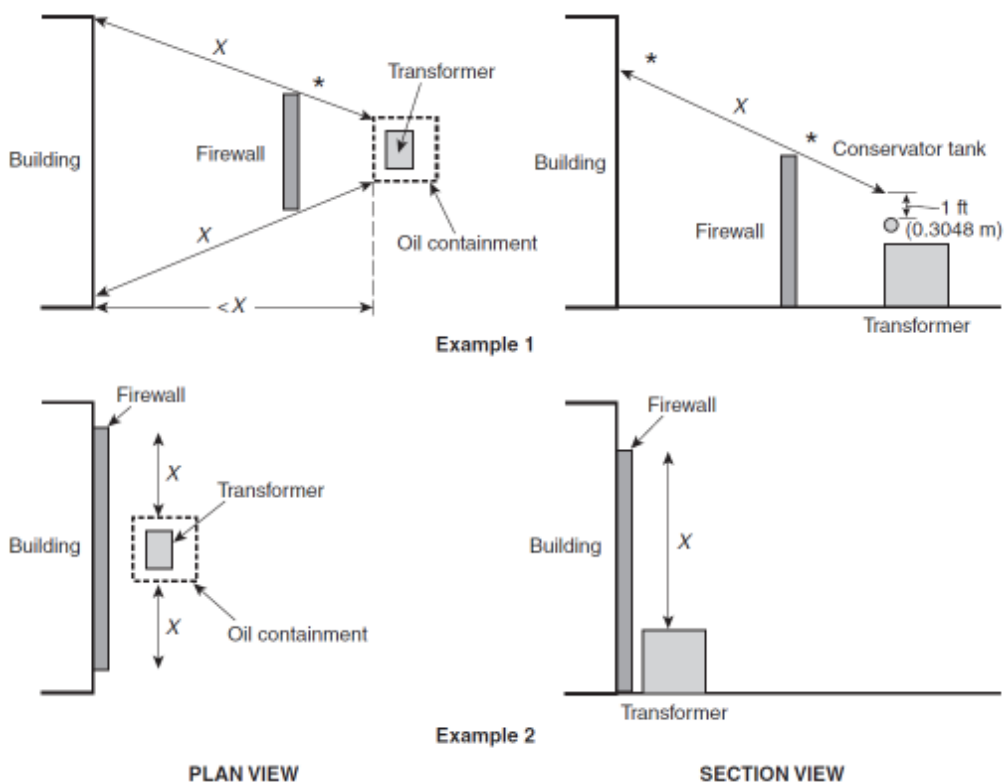 X
*
Transformer
Building
Firewall
X
Oil containment
< X
*
X
*
Conservator tank
Building
1 ft
(0.3048 m)
Firewall
Transformer
Example 1
Firewall
X
Transformer
Building
X
Oil containment
Firewall
Building
X
Transformer
Example 2
PLAN VIEW
SECTION VIEW